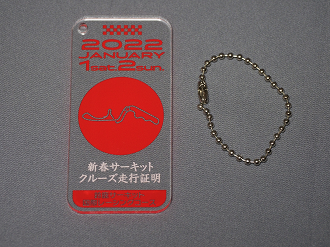 2022
JANUARY
1sat.2sun.
新春サーキット
クルーズ走行証明